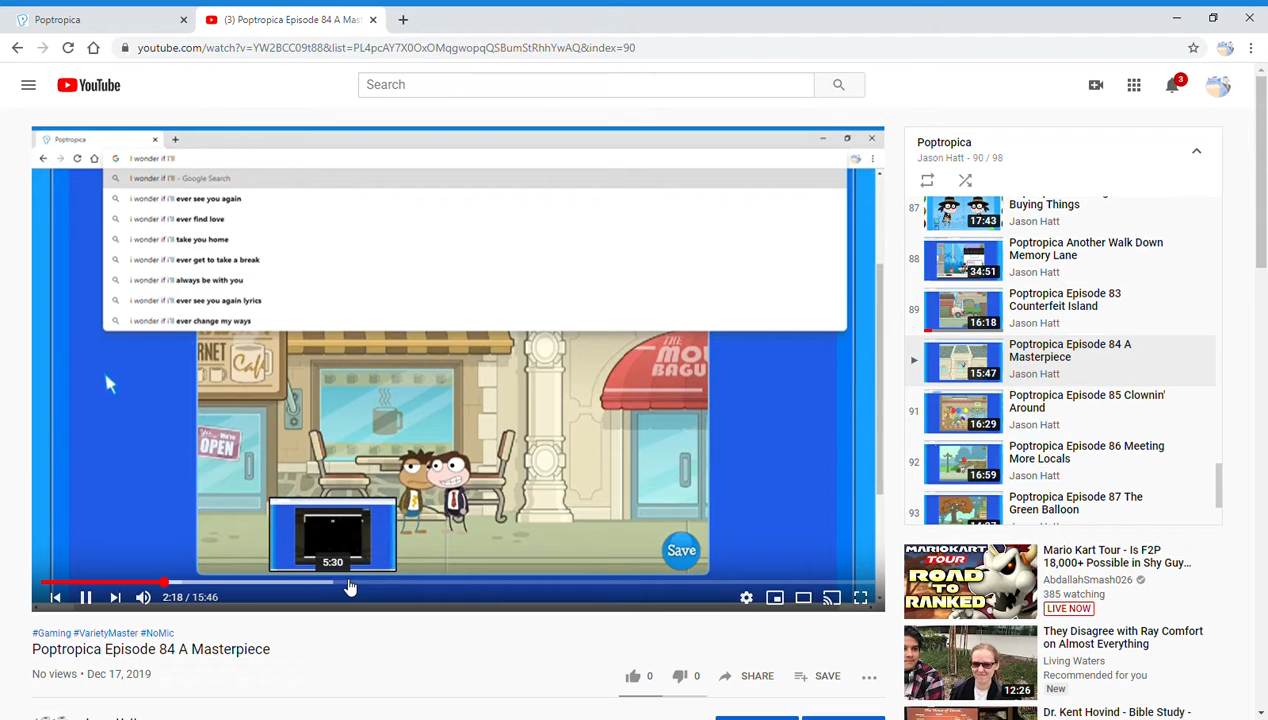 Poptropica
(3) Poptropica Episode 84 A Mas
youtube.com/watch?v=YW2BCC09t88&list=PL4pcAY7X0OxOMqgwopqQSBumStRhhYwAQ&index=90
YouTube
Search
3
Poptropica
I wonder if I'll
I wonder if I'll - Google Search
i wonder if i'll ever see you again
i wonder if i'll ever find love
i wonder if i'll take you home
i wonder if i'll ever get to take a break
i wonder if i'll always be with you
i wonder if i'll ever see you again lyrics
i wonder if i'll ever change my ways
RNET
Café
OPEN
THE
MO
BAGU
Save
5:30
2:18 / 15:46
#Gaming #VarietyMaster #NoMic
Poptropica Episode 84 A Masterpiece
No views • Dec 17, 2019
0
0
SHARE
SAVE
Poptropica
Jason Hatt - 90 / 98
87
Buying Things
Jason Hatt
17:43
88
Poptropica Another Walk Down
Memory Lane
Jason Hatt
34:51
89
Poptropica Episode 83
Counterfeit Island
Jason Hatt
16:18
Poptropica Episode 84 A
Masterpiece
Jason Hatt
15:47
91
Poptropica Episode 85 Clownin'
Around
Jason Hatt
16:29
92
Poptropica Episode 86 Meeting
More Locals
Jason Hatt
16:59
93
Poptropica Episode 87 The
Green Balloon
MARIOKART
TOUR
ROAD TO
RANKED
Mario Kart Tour - Is F2P
18,000+ Possible in Shy Guy...
AbdallahSmash026
385 watching
LIVE NOW
They Disagree with Ray Comfort
on Almost Everything
Living Waters
Recommended for you
New
12:26
Dr. Kent Hovind - Bible Study -